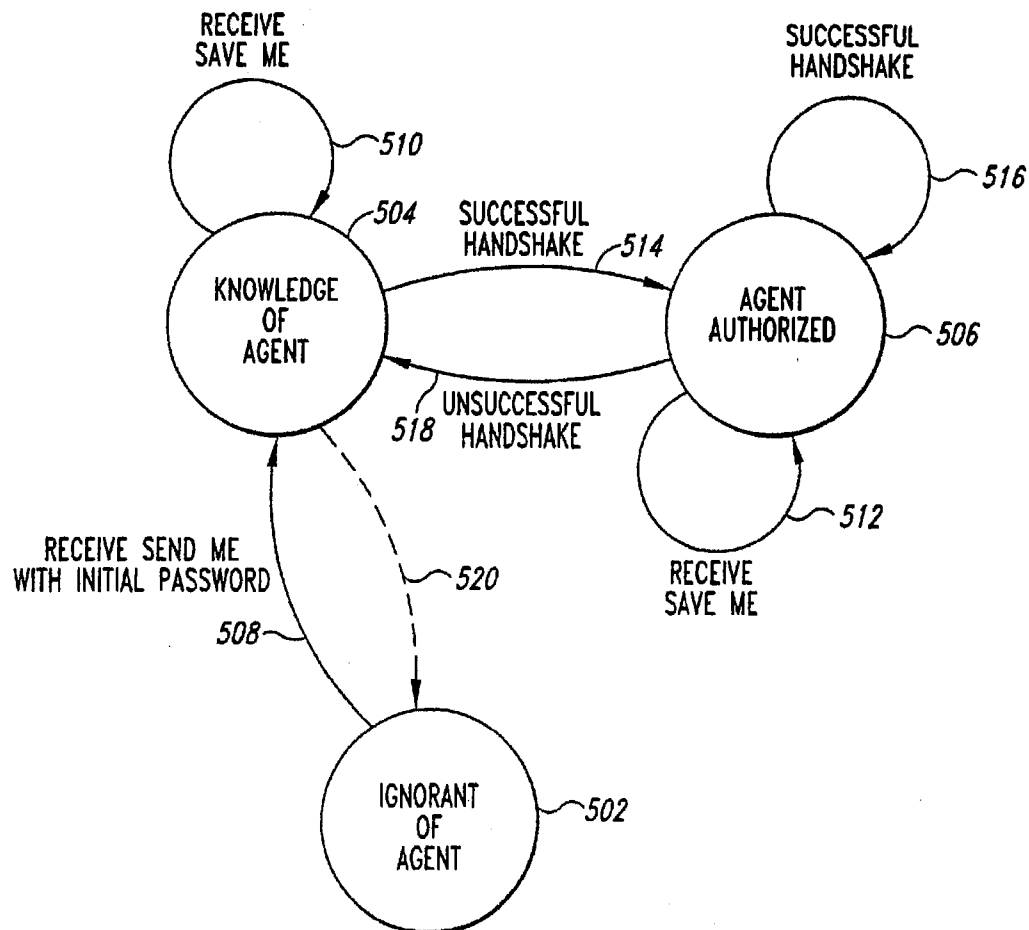 RECEIVE
SAVE ME
510
504
KNOWLEDGE
OF
AGENT
SUCCESSFUL
HANDSHAKE
514
SUCCESSFUL
HANDSHAKE
516
AGENT
AUTHORIZED
506
518
UNSUCCESSFUL
HANDSHAKE
512
RECEIVE
SAVE ME
RECEIVE SEND ME
WITH INITIAL PASSWORD
508
520
IGNORANT
OF
AGENT
502